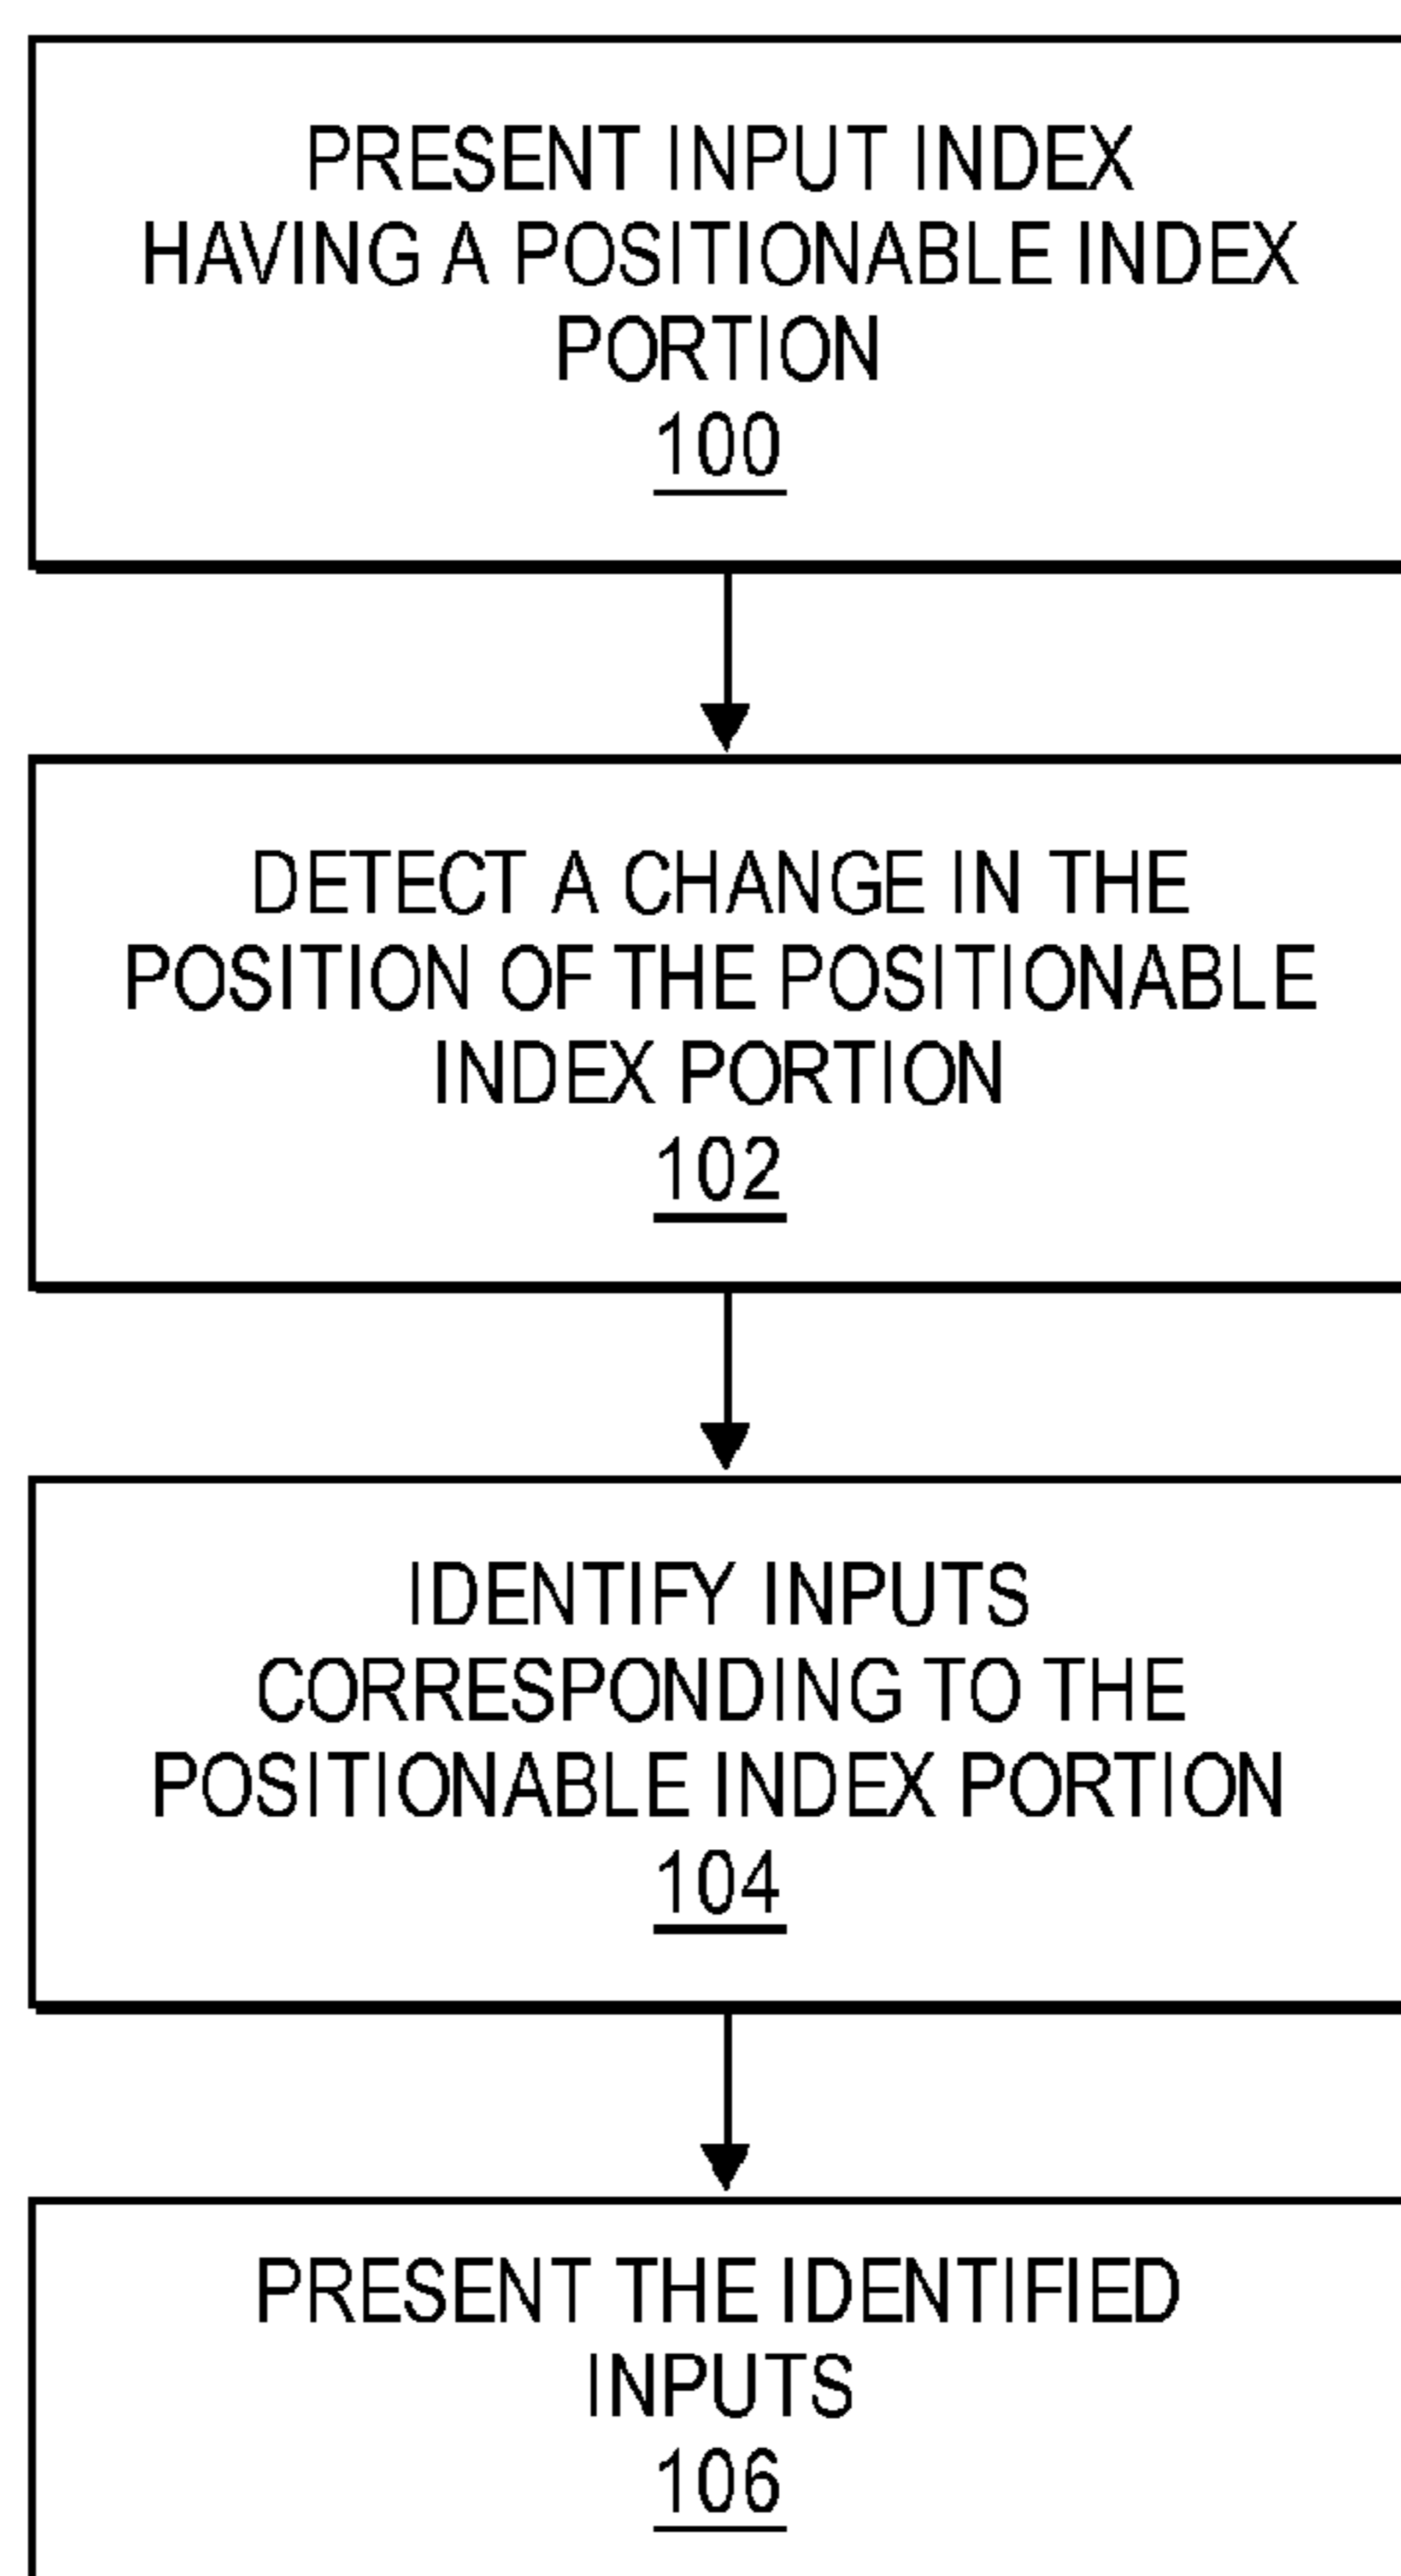 PRESENT INPUT INDEX
HAVING A POSITIONABLE INDEX
PORTION
100
DETECT A CHANGE IN THE
POSITION OF THE POSITIONABLE
INDEX PORTION
102
IDENTIFY INPUTS
CORRESPONDING TO THE
POSITIONABLE INDEX PORTION
104
PRESENT THE IDENTIFIED
INPUTS
106